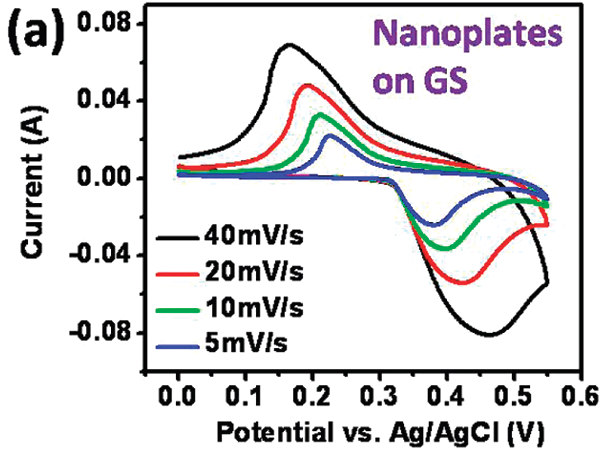 (a)
Nanoplates
on GS
Current (A)
0.08
0.04
0.00
-0.04
-0.08
40mV/s
20mV/s
10mV/s
5mV/s
0.0 0.1 0.2 0.3 0.4 0.5 0.6
Potential vs. Ag/AgCl (V)